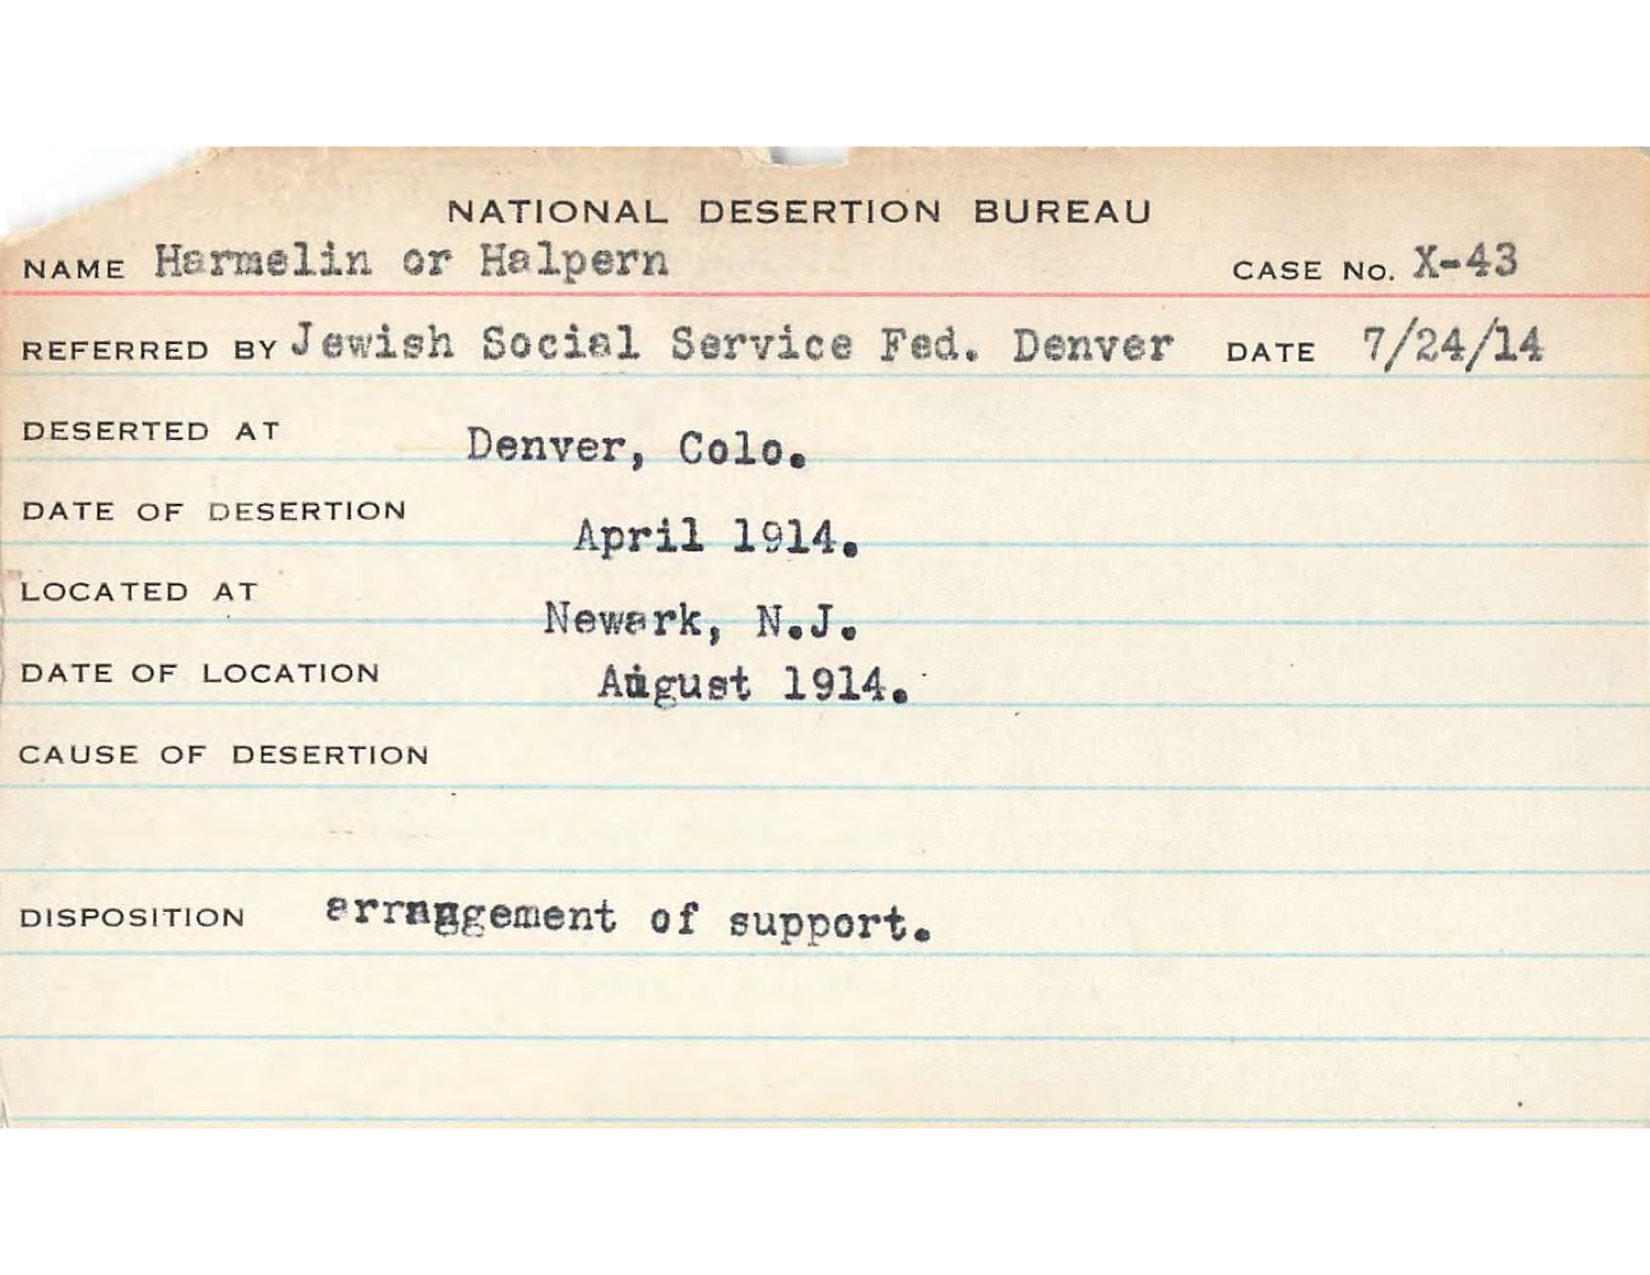 NATIONAL DESERTION BUREAU
NAME Harmelin or Halpern CASE No. X-43
REFERRED BY Jewish Social Service Fed. Denver DATE 7/24/14
DESERTED AT Denver, Colo.
DATE OF DESERTION April 1914.
LOCATED AT Newark, N.J.
DATE OF LOCATION August 1914.
CAUSE OF DESERTION
DISPOSITION arrangement of support.